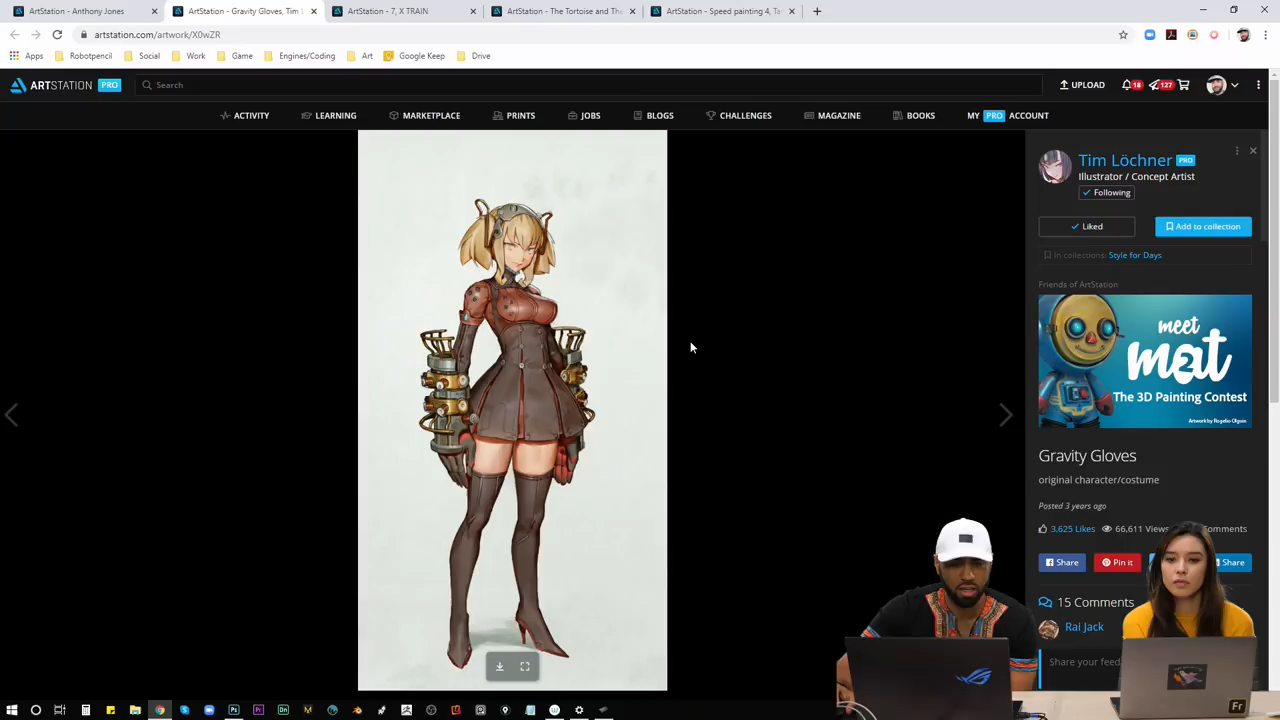 ArtStation - Anthony Jones
ArtStation - Gravity Gloves, Tim L
ArtStation - 7, X TRAIN
ArtStation - The Tortoise and The
ArtStation - Speed painting 4, Te
artstation.com/artwork/X0wZR
Apps Robotpencil Social Work Game Engines/Coding Art Google Keep Drive
ARTSTATION PRO Search UPLOAD 18 127
ACTIVITY LEARNING MARKETPLACE PRINTS JOBS BLOGS CHALLENGES MAGAZINE BOOKS MY PRO ACCOUNT
Tim Löchner PRO
Illustrator / Concept Artist
Following
Liked Add to collection
In collections: Style for Days
Friends of ArtStation
meet
mat
The 3D Painting Contest
Artwork by Rogelio Olguin
Gravity Gloves
original character/costume
Posted 3 years ago
3,625 Likes 66,611 Views Comments
Share Pin it Share
15 Comments
Rai Jack
Share your feed
Fr